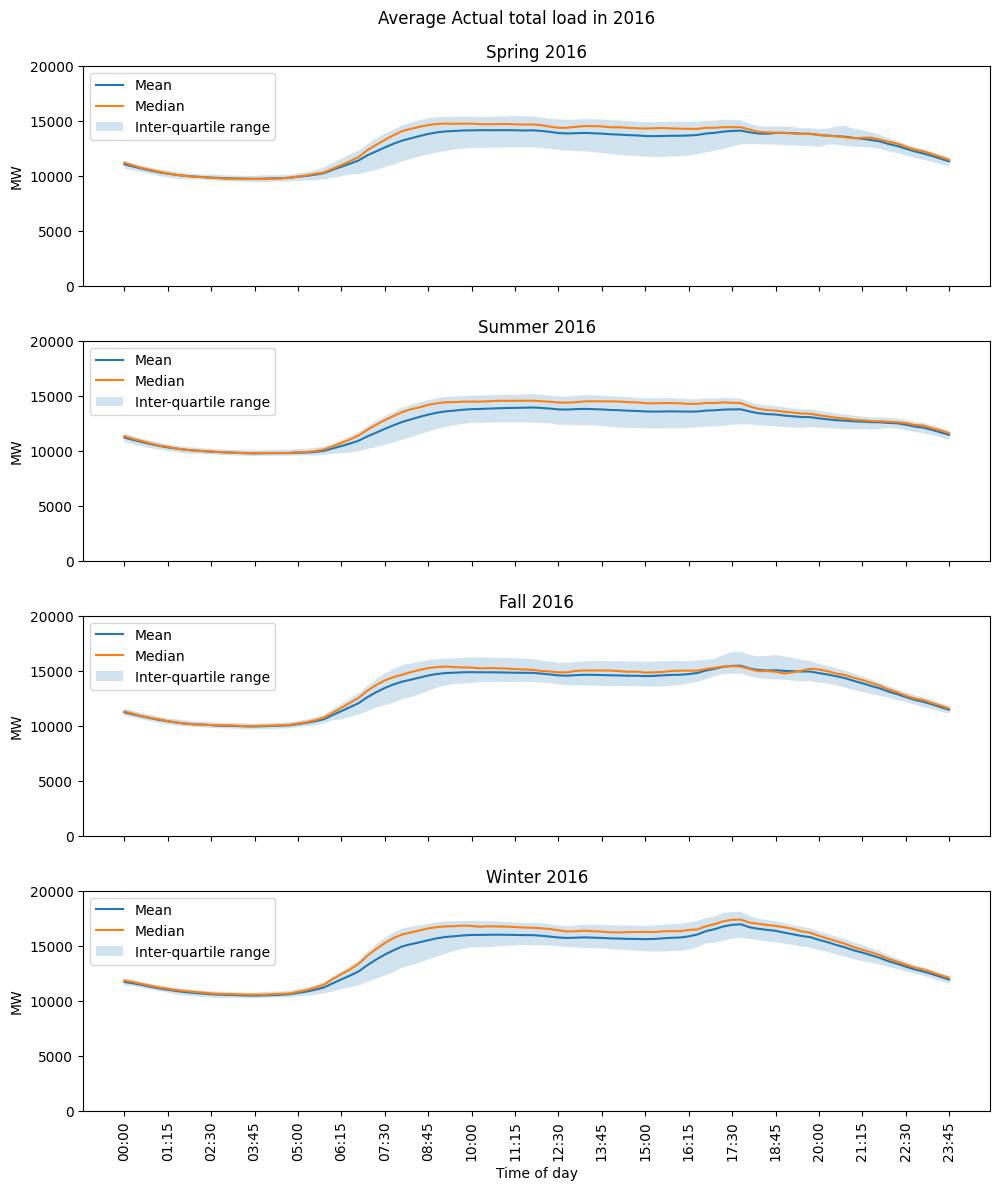 Average Actual total load in 2016
Spring 2016
20000
15000
10000
5000
0
MW
Mean
Median
Inter-quartile range
Summer 2016
20000
15000
10000
5000
0
MW
Mean
Median
Inter-quartile range
Fall 2016
20000
15000
10000
5000
0
MW
Mean
Median
Inter-quartile range
Winter 2016
20000
15000
10000
5000
0
MW
Mean
Median
Inter-quartile range
00:00 01:15 02:30 03:45 05:00 06:15 07:30 08:45 10:00 11:15 12:30 13:45 15:00 16:15 17:30 18:45 20:00 21:15 22:30 23:45
Time of day